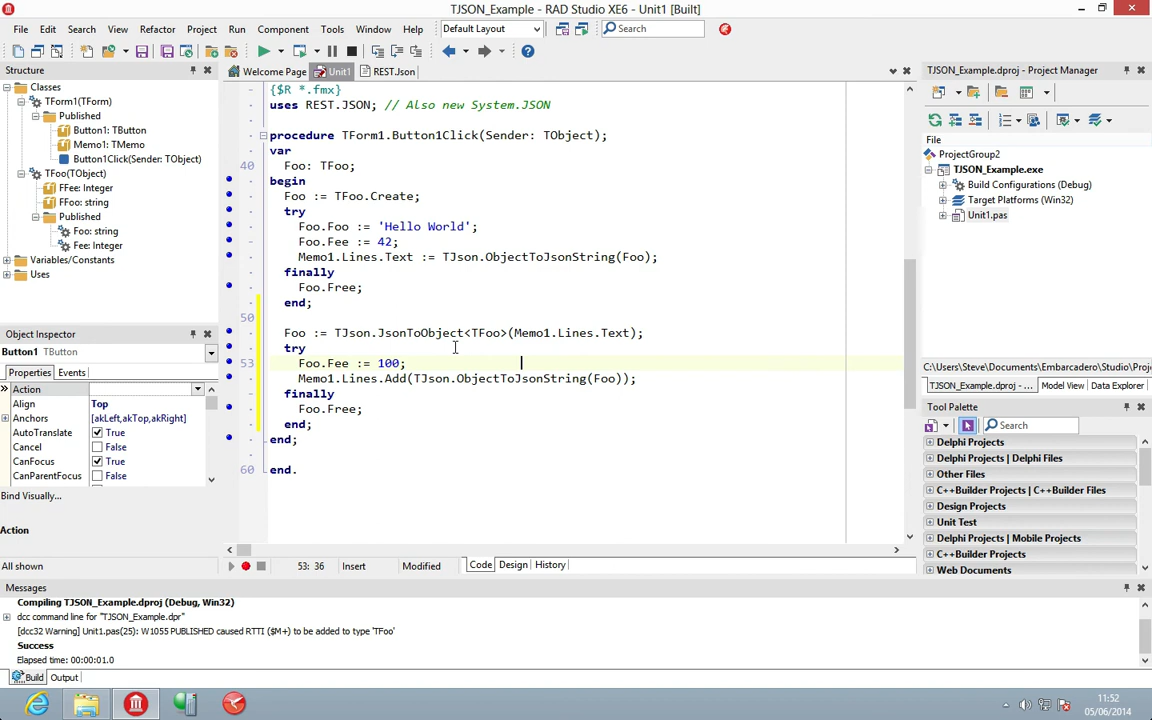 TJSON_Example - RAD Studio XE6 - Unit1 [Built]
File Edit Search View Refactor Project Run Component Tools Window Help Default Layout Search
Structure
Classes
TForm1(TForm)
Published
Button1: TButton
Memo1: TMemo
Button1Click(Sender: TObject)
TFoo(TObject)
FFee: Integer
FFoo: string
Published
Foo: string
Fee: Integer
Variables/Constants
Uses
Object Inspector
Button1 TButton
Properties Events
Action
Align Top
Anchors [akLeft,akTop,akRight]
AutoTranslate True
Cancel False
CanFocus True
CanParentFocus False
Bind Visually...
Action
All shown
Welcome Page Unit1 REST.Json
{$R *.fmx}
uses REST.JSON; // Also new System.JSON
procedure TForm1.Button1Click(Sender: TObject);
var
40 Foo: TFoo;
begin
Foo := TFoo.Create;
try
Foo.Foo := 'Hello World';
Foo.Fee := 42;
Memo1.Lines.Text := TJson.ObjectToJsonString(Foo);
finally
Foo.Free;
end;
50
Foo := TJson.JsonToObject<TFoo>(Memo1.Lines.Text);
try
53 Foo.Fee := 100;
Memo1.Lines.Add(TJson.ObjectToJsonString(Foo));
finally
Foo.Free;
end;
end;
60 end.
53: 36 Insert Modified Code Design History
TJSON_Example.dproj - Project Manager
File
ProjectGroup2
TJSON_Example.exe
Build Configurations (Debug)
Target Platforms (Win32)
Unit1.pas
C:\Users\Steve\Documents\Embarcadero\Studio\Proje
TJSON_Example.dproj - ... Model View Data Explorer
Tool Palette
Search
Delphi Projects
Delphi Projects | Delphi Files
Other Files
C++Builder Projects | C++Builder Files
Design Projects
Unit Test
Delphi Projects | Mobile Projects
C++Builder Projects
Web Documents
Messages
Compiling TJSON_Example.dproj (Debug, Win32)
dcc command line for "TJSON_Example.dpr"
[dcc32 Warning] Unit1.pas(25): W1055 PUBLISHED caused RTTI ($M+) to be added to type 'TFoo'
Success
Elapsed time: 00:00:01.0
Build Output
11:52
05/06/2014